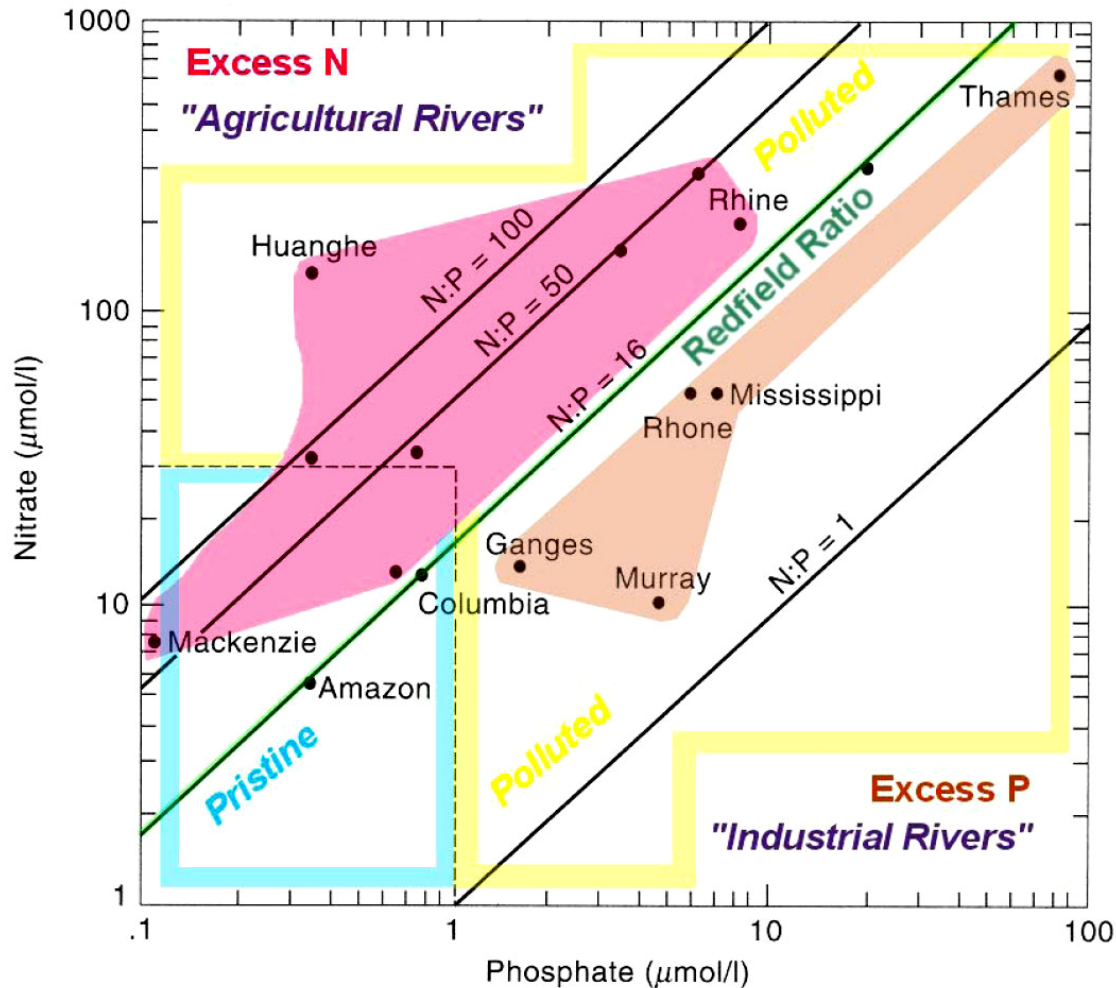 1000
Excess N
"Agricultural Rivers"
Polluted
Thames
Huanghe
N:P = 100
Rhine
N:P = 50
Redfield Ratio
100
N:P = 16
Mississippi
Rhone
Nitrate (μmol/l)
Ganges
N:P = 1
Murray
10
Columbia
Mackenzie
Amazon
Pristine
Polluted
Excess P
"Industrial Rivers"
1
.1
1
10
100
Phosphate (μmol/l)